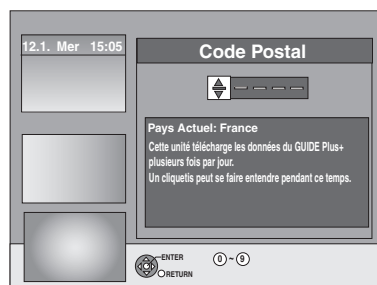 12.1. Mer 15:05
Code Postal
– – – –
Pays Actuel: France
Cette unité télécharge les données du GUIDE Plus+
plusieurs fois par jour.
Un cliquetis peut se faire entendre pendant ce temps.
ENTER
RETURN
0 ~ 9